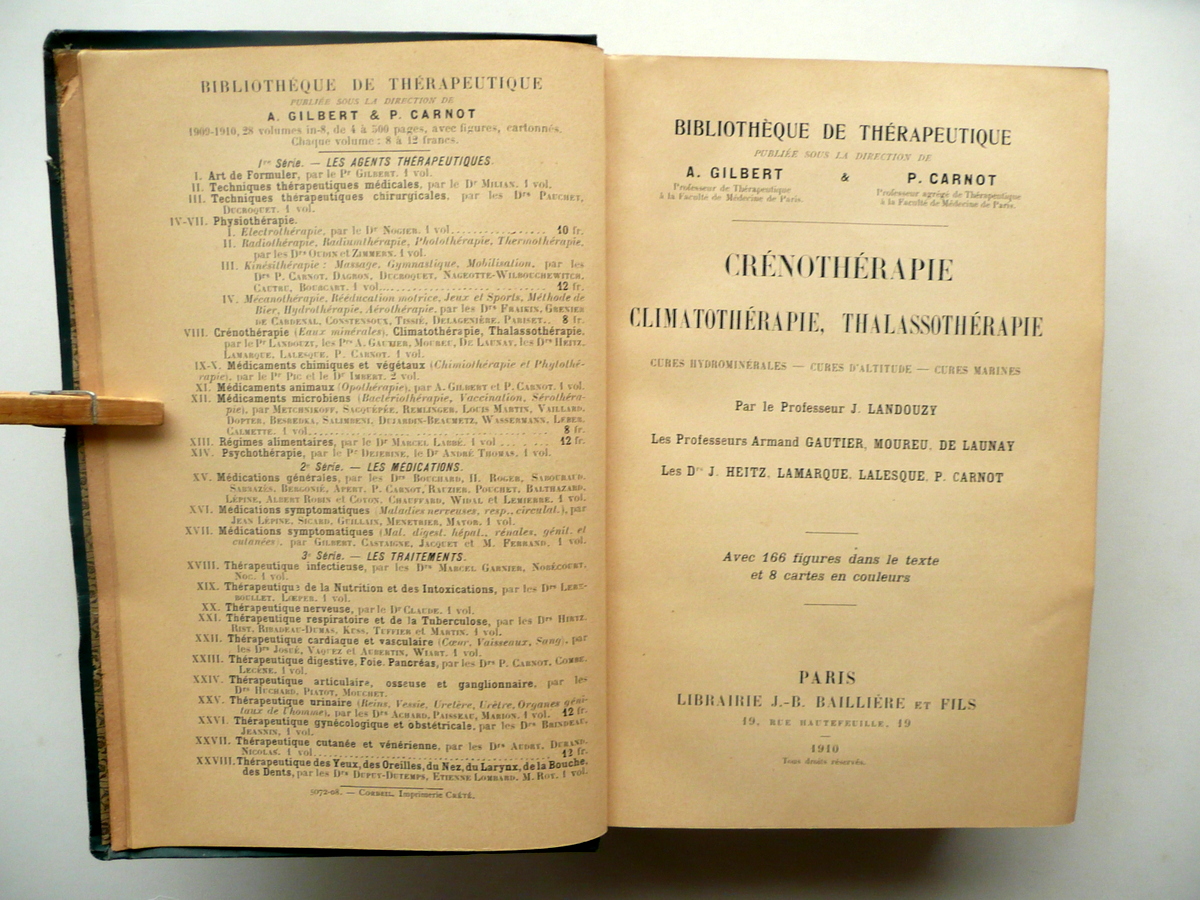 BIBLIOTHÈQUE DE THÉRAPEUTIQUE
PUBLIÉE SOUS LA DIRECTION DE
A. GILBERT & P. CARNOT
1909-1910, 28 volumes in-8, de 4 à 500 pages, avec figures, cartonnés.
Chaque volume : 8 à 12 francs.
1re Série. — LES AGENTS THÉRAPEUTIQUES.
I. Art de Formuler, par le Pr GILBERT. 1 vol.
II. Techniques thérapeutiques médicales, par le Dr MILIAN. 1 vol.
III. Techniques thérapeutiques chirurgicales, par les Drs PAUCHET,
DUCROQUET. 1 vol.
IV-VII. Physiothérapie.
I. Electrothérapie, par le Dr NOGIER. 1 vol. 10 fr.
II. Radiothérapie, Radiumthérapie, Photothérapie, Thermothérapie,
par les Drs OUDIN et ZIMMERN. 1 vol.
III. Kinésithérapie : Massage, Gymnastique, Mobilisation, par les
Drs P. CARNOT, DAGRON, DUCROQUET, NAGEOTTE-WILBOUCHEWITCH,
CAUTRU, BOURCART. 1 vol. 12 fr.
IV. Mécanothérapie, Rééducation motrice, Jeux et Sports, Méthode de
Bier, Hydrothérapie, Aérothérapie, par les Drs FRAIKIN, GRENIER
DE CARDENAL, CONSTENSOUX, TISSIÉ, DELAGENIÈRE, PARISET. 8 fr.
VIII. Crénothérapie (Eaux minérales), Climatothérapie, Thalassothérapie,
par le Pr LANDOUZY, les Prs A. GAUTIER, MOUREU, DE LAUNAY, les Drs HEITZ,
LAMARQUE, LALESQUE, P. CARNOT. 1 vol.
IX-X. Médicaments chimiques et végétaux (Chimiothérapie et Phytothé-
rapie), par le Pr PIC et le Dr IMBERT. 2 vol.
XI. Médicaments animaux (Opothérapie), par A. GILBERT et P. CARNOT. 1 vol.
XII. Médicaments microbiens (Bactériothérapie, Vaccination, Sérothéra-
pie), par METCHNIKOFF, SACQUÉPÉE, REMLINGER, LOUIS MARTIN, VAILLARD,
DOPTER, BESREDKA, SALIMBENI, DUJARDIN-BEAUMETZ, WASSERMANN, LEBER,
CALMETTE. 1 vol. 8 fr.
XIII. Régimes alimentaires, par le Dr MARCEL LABBÉ. 1 vol 12 fr.
XIV. Psychothérapie, par le Pr DEJERINE, le Dr ANDRÉ THOMAS. 1 vol.
2e Série. — LES MÉDICATIONS.
XV. Médications générales, par les Drs BOUCHARD, H. ROGER, SABOURAUD,
SABRAZÈS, BERGONIÉ, APERT, P. CARNOT, RAUZIER, POUCHET, BALTHAZARD,
LÉPINE, ALBERT ROBIN et COYON, CHAUFFARD, WIDAL et LEMIERRE. 1 vol.
XVI. Médications symptomatiques (Maladies nerveuses, resp., circulat.), par
JEAN LÉPINE, SICARD, GUILLAIN, MENETRIER, MAYOR. 1 vol.
XVII. Médications symptomatiques (Mal. digest. hépat., rénales, génit. et
cutanées), par GILBERT, CASTAIGNE, JACQUET et M. FERRAND. 1 vol.
3e Série. — LES TRAITEMENTS.
XVIII. Thérapeutique infectieuse, par les Drs MARCEL GARNIER, NOBÉCOURT,
NOC. 1 vol.
XIX. Thérapeutique de la Nutrition et des Intoxications, par les Drs LERE-
BOULLET, LŒPER. 1 vol.
XX. Thérapeutique nerveuse, par le Dr CLAUDE. 1 vol.
XXI. Thérapeutique respiratoire et de la Tuberculose, par les Drs HIRTZ,
RIST, RIBADEAU-DUMAS, KUSS, TUFFIER et MARTIN. 1 vol.
XXII. Thérapeutique cardiaque et vasculaire (Cœur, Vaisseaux, Sang), par
les Drs JOSUÉ, VAQUEZ et AUBERTIN, WIART. 1 vol.
XXIII. Thérapeutique digestive, Foie, Pancréas, par les Drs P. CARNOT, COMBE,
LECÈNE. 1 vol.
XXIV. Thérapeutique articulaire, osseuse et ganglionnaire, par les
Drs HUCHARD, PIATOT, MOUCHET.
XXV. Thérapeutique urinaire (Reins, Vessie, Uretère, Urètre, Organes géni-
taux de l'homme), par les Drs ACHARD, PAISSEAU, MARION. 1 vol. 12 fr.
XXVI. Thérapeutique gynécologique et obstétricale, par les Drs BRINDEAU,
JEANNIN, 1 vol.
XXVII. Thérapeutique cutanée et vénérienne, par les Drs AUDRY, DURAND,
NICOLAS. 1 vol. 12 fr.
XXVIII. Thérapeutique des Yeux, des Oreilles, du Nez, du Larynx, de la Bouche,
des Dents, par les Drs DUPUY-DUTEMPS, ETIENNE LOMBARD, M. ROY. 1 vol.
5072-08. — CORBEIL, Imprimerie CRÉTÉ.
BIBLIOTHÈQUE DE THÉRAPEUTIQUE
PUBLIÉE SOUS LA DIRECTION DE
A. GILBERT & P. CARNOT
Professeur de Thérapeutique Professeur agrégé de Thérapeutique
à la Faculté de Médecine de Paris. à la Faculté de Médecine de Paris.
CRÉNOTHÉRAPIE
CLIMATOTHÉRAPIE, THALASSOTHÉRAPIE
CURES HYDROMINÉRALES — CURES D'ALTITUDE — CURES MARINES
Par le Professeur J. LANDOUZY
Les Professeurs Armand GAUTIER, MOUREU, DE LAUNAY
Les Drs J. HEITZ, LAMARQUE, LALESQUE, P. CARNOT
Avec 166 figures dans le texte
et 8 cartes en couleurs
PARIS
LIBRAIRIE J.-B. BAILLIÈRE ET FILS
19, RUE HAUTEFEUILLE, 19
1910
Tous droits réservés.